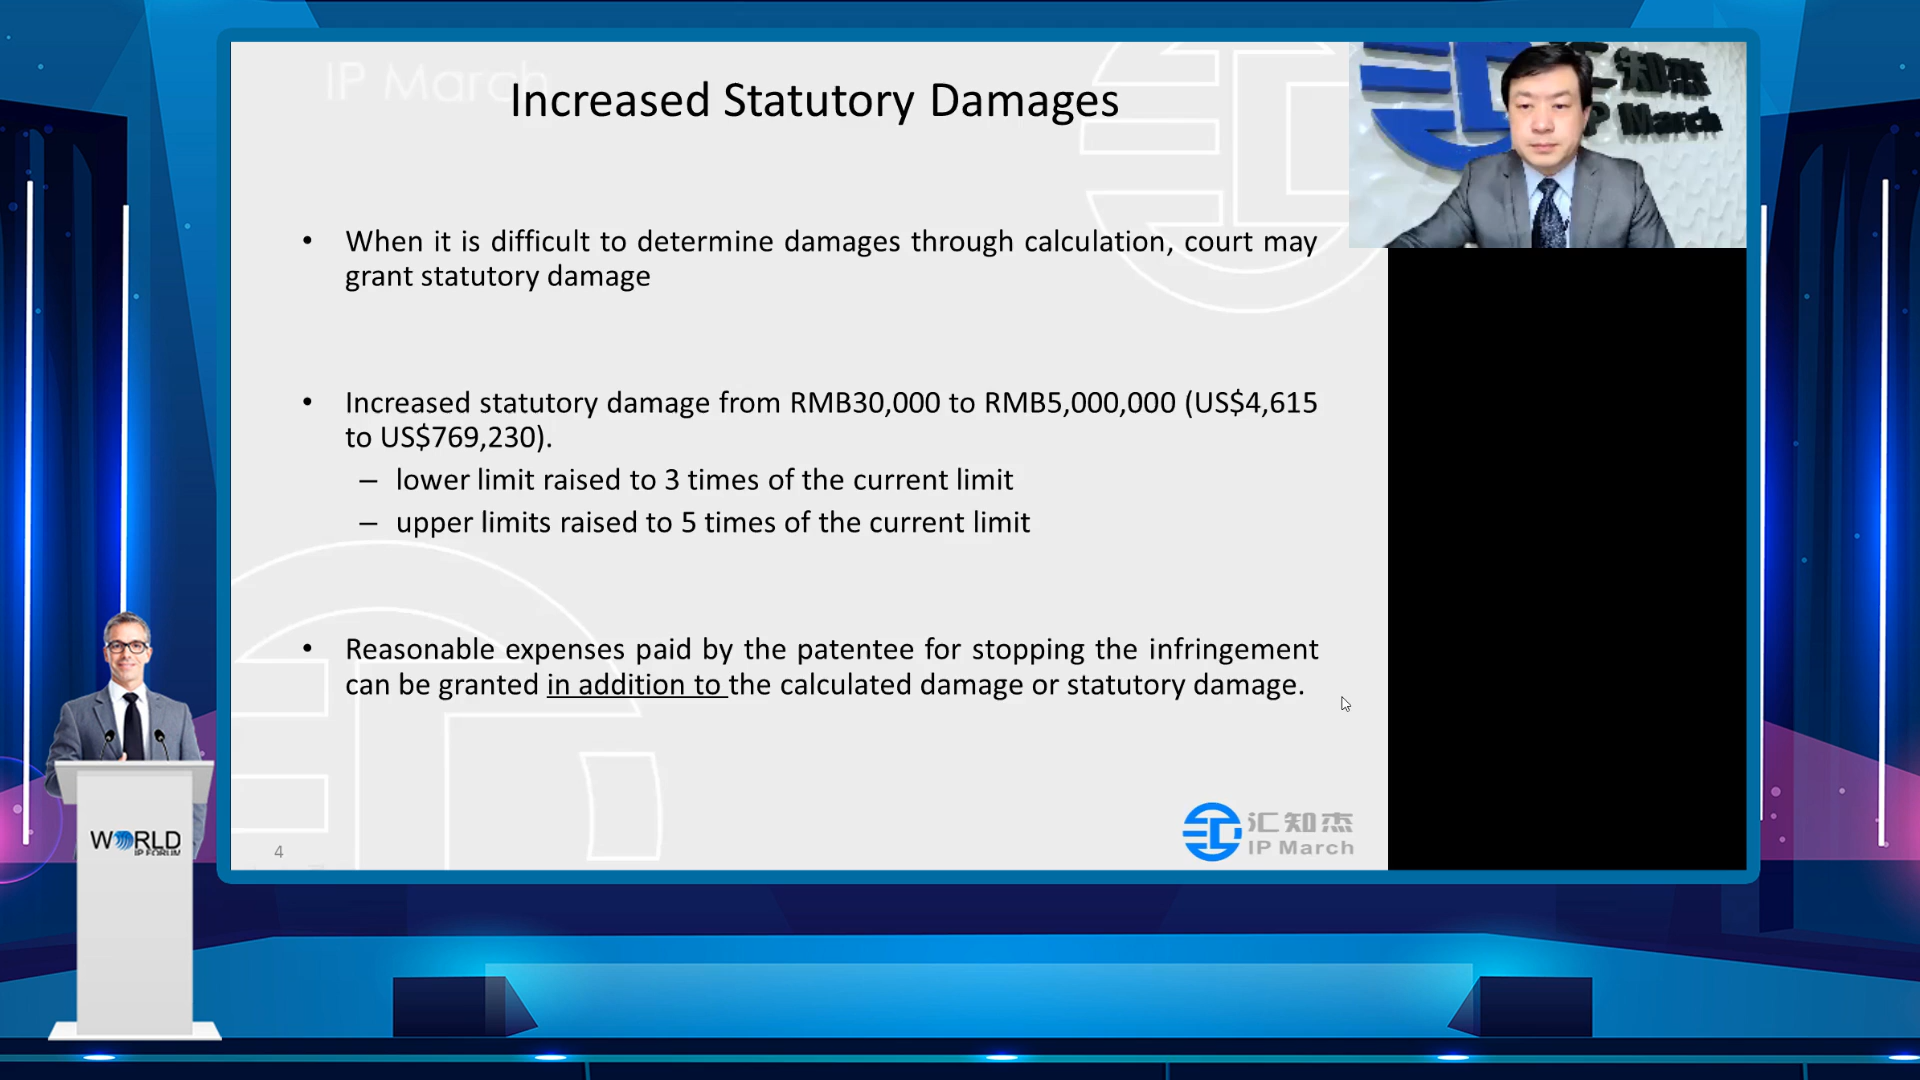 IP March
Increased Statutory Damages
汇知杰
IP March
• When it is difficult to determine damages through calculation, court may
grant statutory damage
• Increased statutory damage from RMB30,000 to RMB5,000,000 (US$4,615
to US$769,230).
– lower limit raised to 3 times of the current limit
– upper limits raised to 5 times of the current limit
• Reasonable expenses paid by the patentee for stopping the infringement
can be granted in addition to the calculated damage or statutory damage.
汇知杰
IP March
4
WORLD
IP FORUM